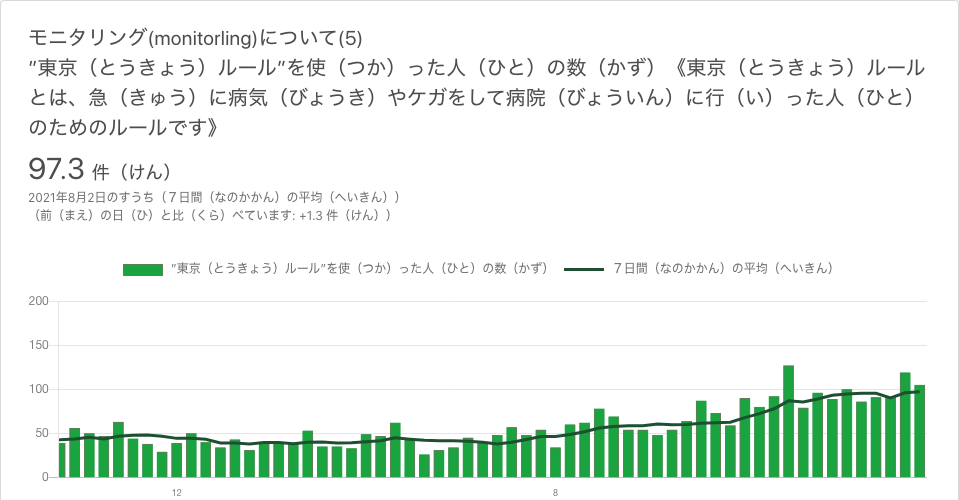 モニタリング(monitorling)について(5)
”東京（とうきょう）ルール”を使（つか）った人（ひと）の数（かず）《東京（とうきょう）ルール
とは、急（きゅう）に病気（びょうき）やケガをして病院（びょういん）に行（い）った人（ひと）
のためのルールです》
97.3 件（けん）
2021年8月2日のすうち（７日間（なのかかん）の平均（へいきん））
（前（まえ）の日（ひ）と比（くら）べています: +1.3 件（けん））
”東京（とうきょう）ルール”を使（つか）った人（ひと）の数（かず） ７日間（なのかかん）の平均（へいきん）
200
150
100
50
0
12 8